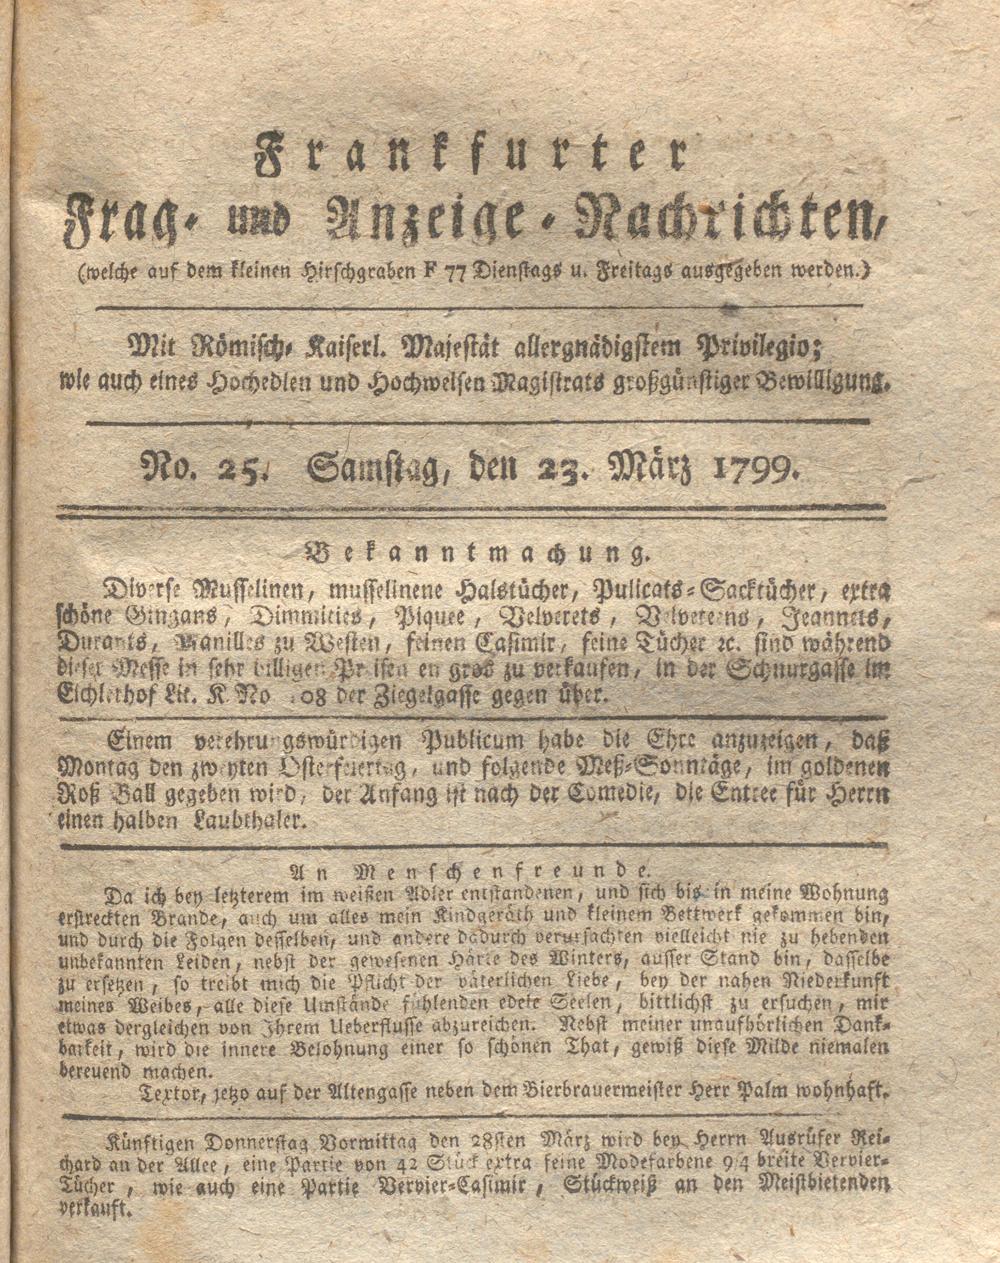 Frankfurter
Frag- und Anzeige-Nachrichten,
(welche auf dem kleinen Hirschgraben F 77 Dienstags u. Freitags ausgegeben werden.)
Mit Römisch-Kaiserl. Majestät allergnädigstem Privilegio;
wie auch eines Hochedlen und Hochweisen Magistrats großgünstiger Bewilligung.
No. 25. Samstag, den 23. März 1799.
Bekanntmachung.
Diverse Musselinen, musselinene Halstücher, Pulicats-Sacktücher, extra
schöne Gingans, Dimmities, Piquee, Velverets, Velvereens, Jeannets,
Durants, Manilles zu Westen, feinen Casimir, feine Tücher ꝛc. sind während
dieser Messe in sehr billigen Preisen en gros zu verkaufen, in der Schnurgasse im
Eichlerhof Lit. K No 108 der Ziegelgasse gegen über.
Einem verehrungswürdigen Publicum habe die Ehre anzuzeigen, daß
Montag den zweyten Osterfeiertag, und folgende Meß-Sonntäge, im goldenen
Roß Ball gegeben wird, der Anfang ist nach der Comedie, die Entree für Herrn
einen halben Laubthaler.
An Menschenfreunde.
Da ich bey letzterem im weißen Adler entstandenen, und sich bis in meine Wohnung
erstreckten Brande, auch um alles mein Kindgeräth und kleinem Bettwerk gekommen bin,
und durch die Folgen desselben, und andere dadurch verursachten vielleicht nie zu hebenden
unbekannten Leiden, nebst der gewesenen Härte des Winters, ausser Stand bin, dasselbe
zu ersetzen, so treibt mich die Pflicht der väterlichen Liebe, bey der nahen Niederkunft
meines Weibes, alle diese Umstände fühlenden edele Seelen, bittlichst zu ersuchen, mir
etwas dergleichen von Ihrem Ueberflusse abzureichen. Nebst meiner unaufhörlichen Dank-
barkeit, wird die innere Belohnung einer so schönen That, gewiß diese Milde niemalen
bereuend machen.
Textor, jetzo auf der Altengasse neben dem Bierbrauermeister Herr Palm wohnhaft.
Künftigen Donnerstag Vormittag den 28sten März wird bey Herrn Ausrüfer Rei-
chard an der Allee, eine Partie von 42 Stück extra feine Modefarbene 9/4 breite Vervier-
Tücher, wie auch eine Partie Vervier-Casimir, Stückweiß an den Meistbietenden
verkauft.